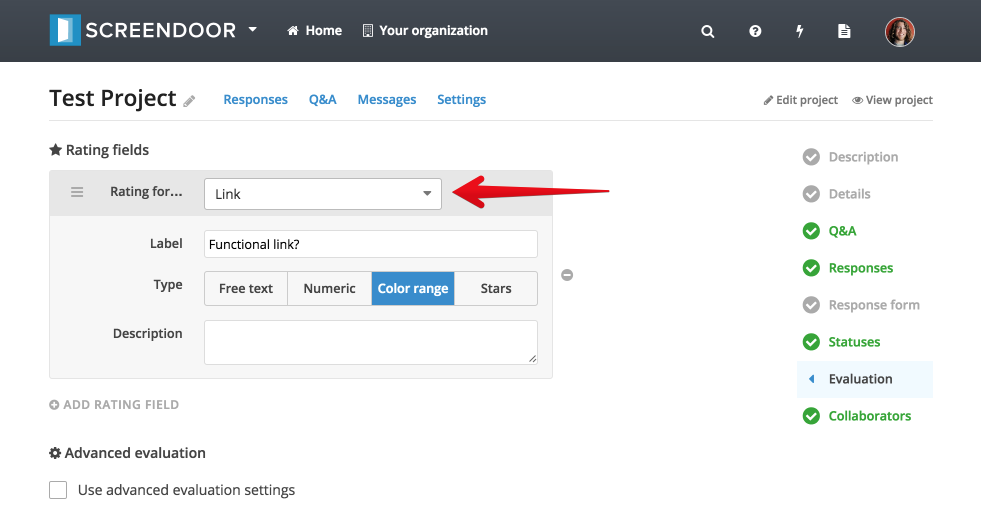 SCREENDOOR Home Your organization
Test Project Responses Q&A Messages Settings Edit project View project
Rating fields
Rating for... Link
Label Functional link?
Type Free text Numeric Color range Stars
Description
ADD RATING FIELD
Advanced evaluation
Use advanced evaluation settings
Description
Details
Q&A
Responses
Response form
Statuses
Evaluation
Collaborators